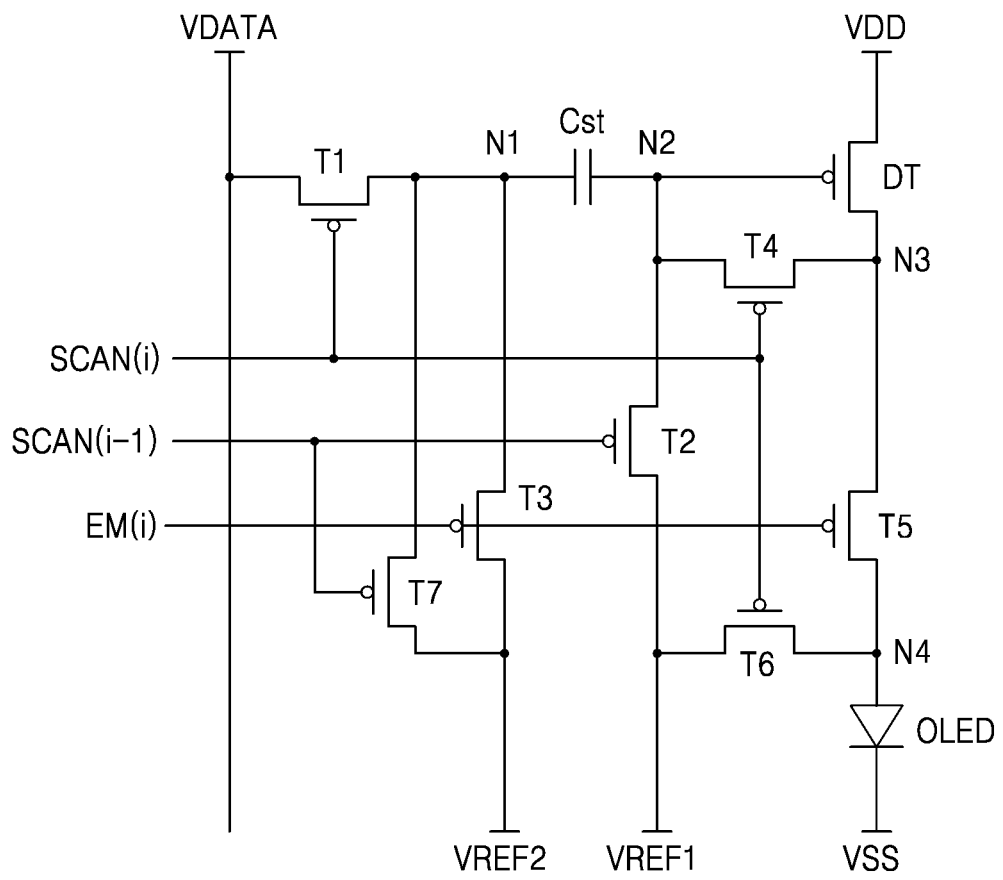 VDATA
VDD
Cst
N1
N2
T1
DT
T4
N3
SCAN(i)
SCAN(i-1)
T2
T3
EM(i)
T5
T7
T6
N4
OLED
VREF2
VREF1
VSS